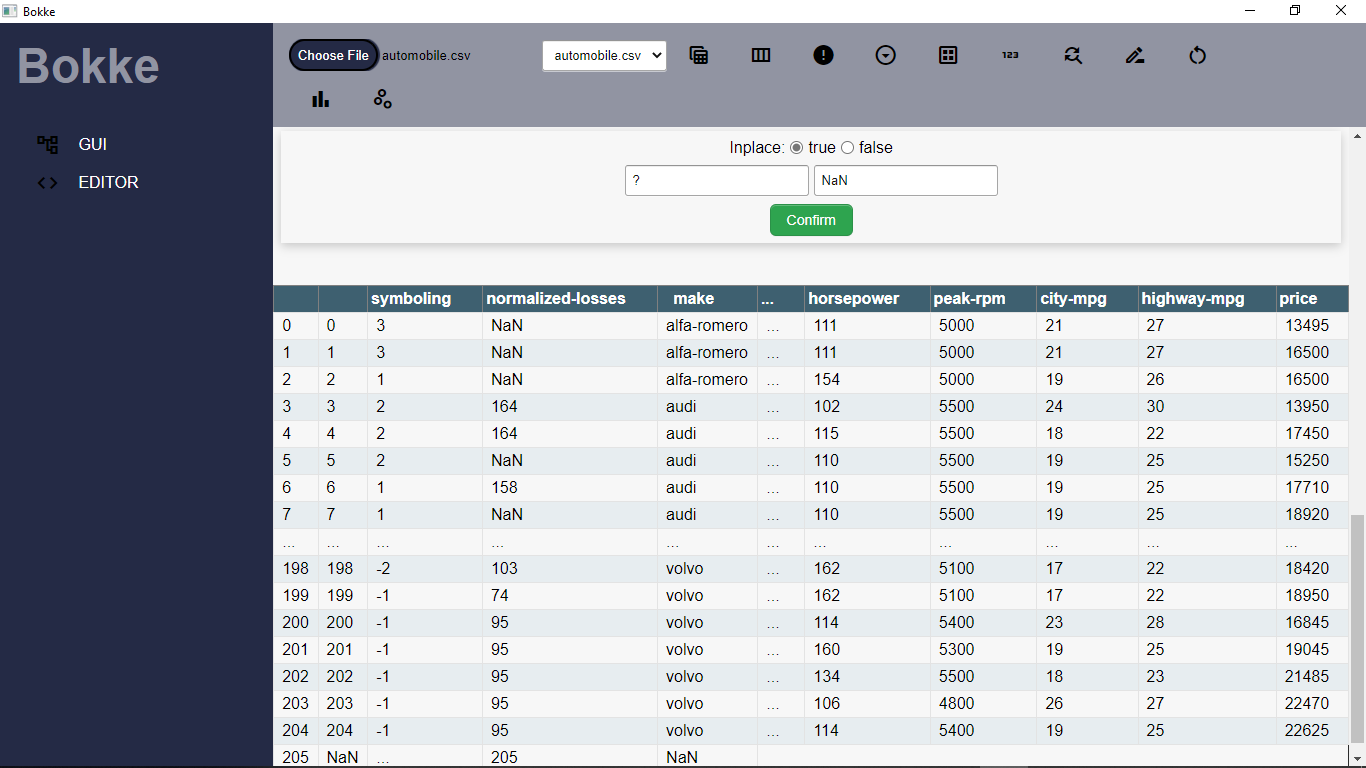 Bokke
Bokke
GUI
EDITOR
Choose File automobile.csv automobile.csv 123
Inplace: true false
? NaN
Confirm
symboling normalized-losses make ... horsepower peak-rpm city-mpg highway-mpg price
0 0 3 NaN alfa-romero ... 111 5000 21 27 13495
1 1 3 NaN alfa-romero ... 111 5000 21 27 16500
2 2 1 NaN alfa-romero ... 154 5000 19 26 16500
3 3 2 164 audi ... 102 5500 24 30 13950
4 4 2 164 audi ... 115 5500 18 22 17450
5 5 2 NaN audi ... 110 5500 19 25 15250
6 6 1 158 audi ... 110 5500 19 25 17710
7 7 1 NaN audi ... 110 5500 19 25 18920
... ... ... ... ... ... ... ... ... ... ...
198 198 -2 103 volvo ... 162 5100 17 22 18420
199 199 -1 74 volvo ... 162 5100 17 22 18950
200 200 -1 95 volvo ... 114 5400 23 28 16845
201 201 -1 95 volvo ... 160 5300 19 25 19045
202 202 -1 95 volvo ... 134 5500 18 23 21485
203 203 -1 95 volvo ... 106 4800 26 27 22470
204 204 -1 95 volvo ... 114 5400 19 25 22625
205 NaN ... 205 NaN